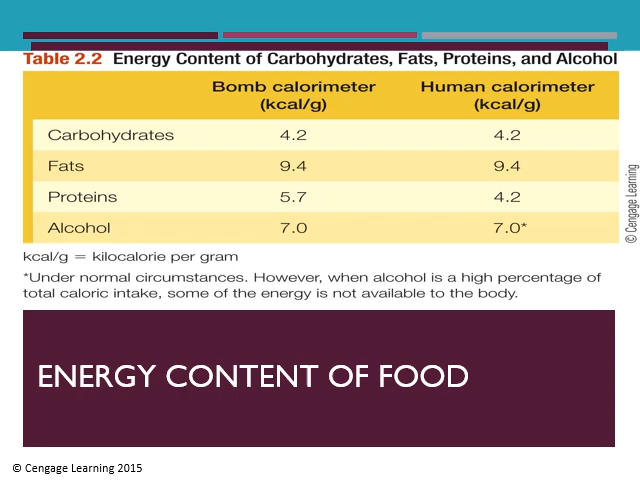 Table 2.2 Energy Content of Carbohydrates, Fats, Proteins, and Alcohol
Bomb calorimeter (kcal/g) Human calorimeter (kcal/g)
Carbohydrates 4.2 4.2
Fats 9.4 9.4
Proteins 5.7 4.2
Alcohol 7.0 7.0*
© Cengage Learning
kcal/g = kilocalorie per gram
*Under normal circumstances. However, when alcohol is a high percentage of
total caloric intake, some of the energy is not available to the body.
ENERGY CONTENT OF FOOD
© Cengage Learning 2015